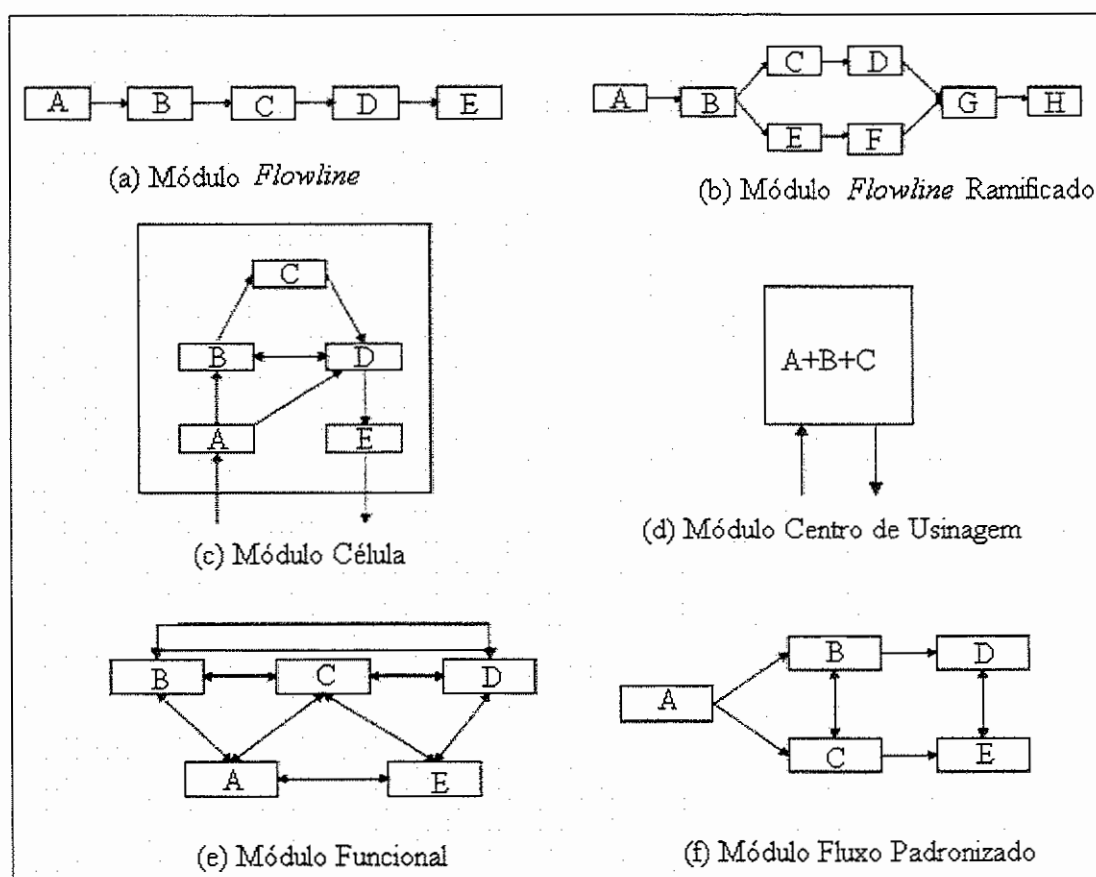 A B C D E
(a) Módulo Flowline
C D
A B G H
E F
(b) Módulo Flowline Ramificado
C
B D
A E
(c) Módulo Célula
A+B+C
(d) Módulo Centro de Usinagem
B C D
A E
(e) Módulo Funcional
B D
A
C E
(f) Módulo Fluxo Padronizado